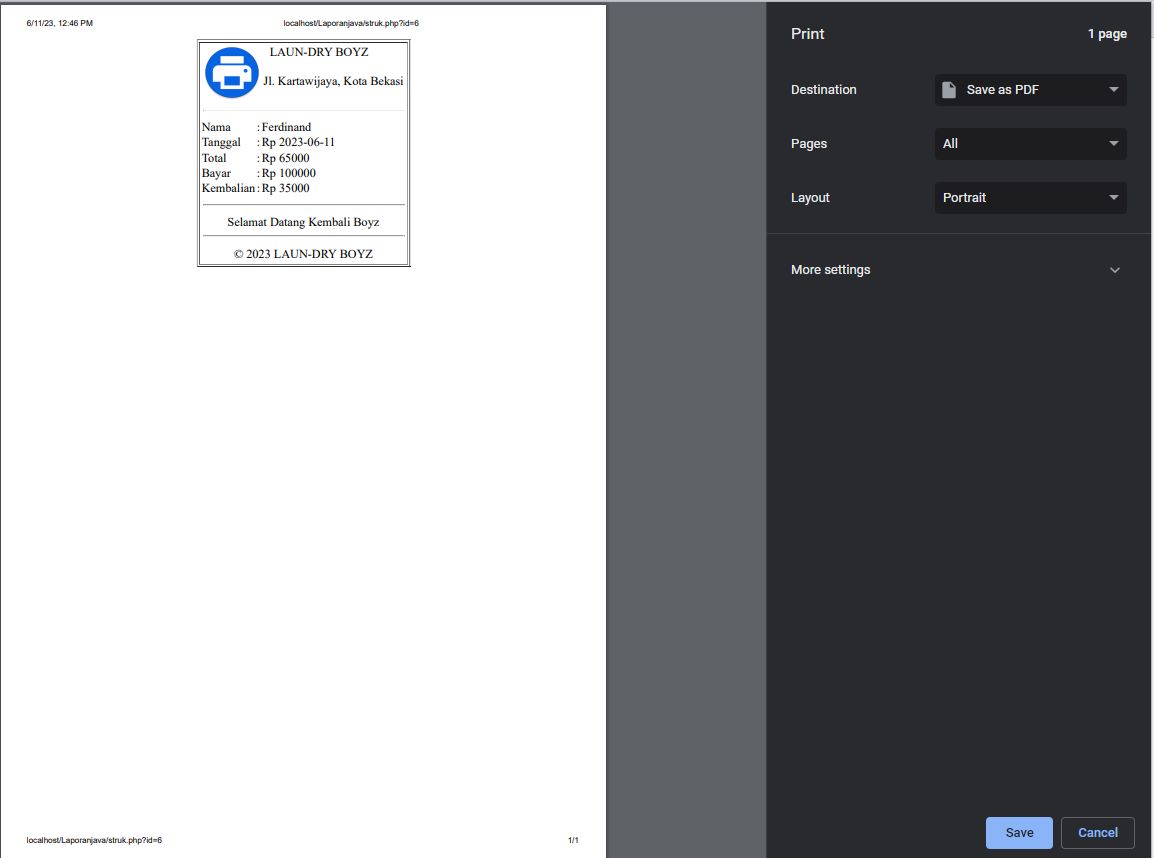 6/11/23, 12:46 PM
localhost/Laporanjava/struk.php?id=6
LAUN-DRY BOYZ
Jl. Kartawijaya, Kota Bekasi
Nama : Ferdinand
Tanggal : Rp 2023-06-11
Total : Rp 65000
Bayar : Rp 100000
Kembalian : Rp 35000
Selamat Datang Kembali Boyz
© 2023 LAUN-DRY BOYZ
localhost/Laporanjava/struk.php?id=6
1/1
Print
1 page
Destination
Save as PDF
Pages
All
Layout
Portrait
More settings
Save
Cancel